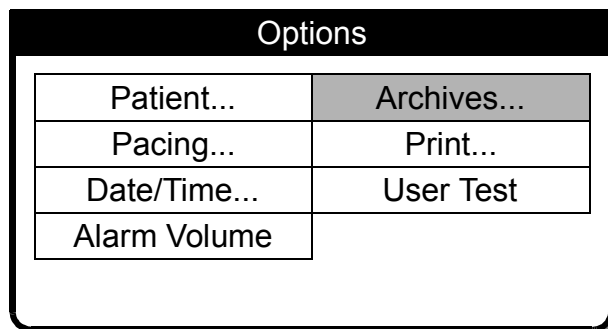 Options
Patient... Archives...
Pacing... Print...
Date/Time... User Test
Alarm Volume